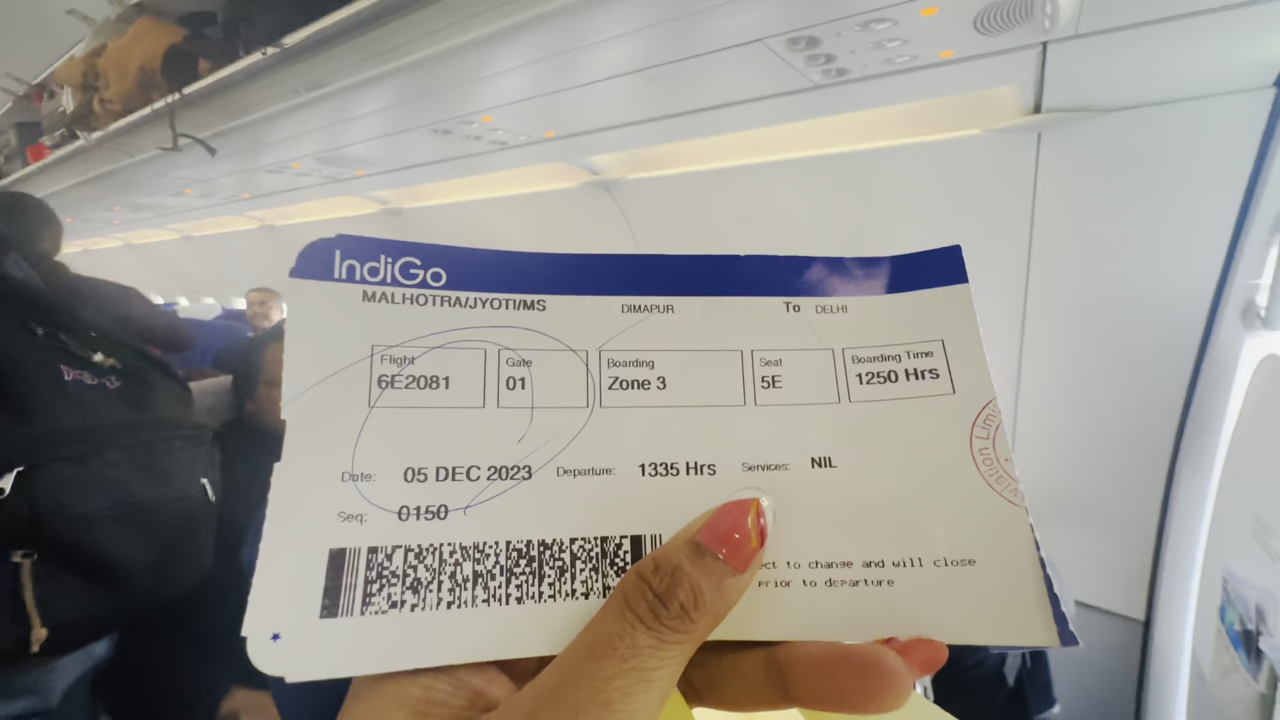 IndiGo
MALHOTRA/JYOTI/MS DIMAPUR To DELHI
Flight Gate Boarding Seat Boarding Time
6E2081 01 Zone 3 5E 1250 Hrs
Date: 05 DEC 2023 Departure: 1335 Hrs Services: NIL
Seq: 0150
to change and will close
prior to departure